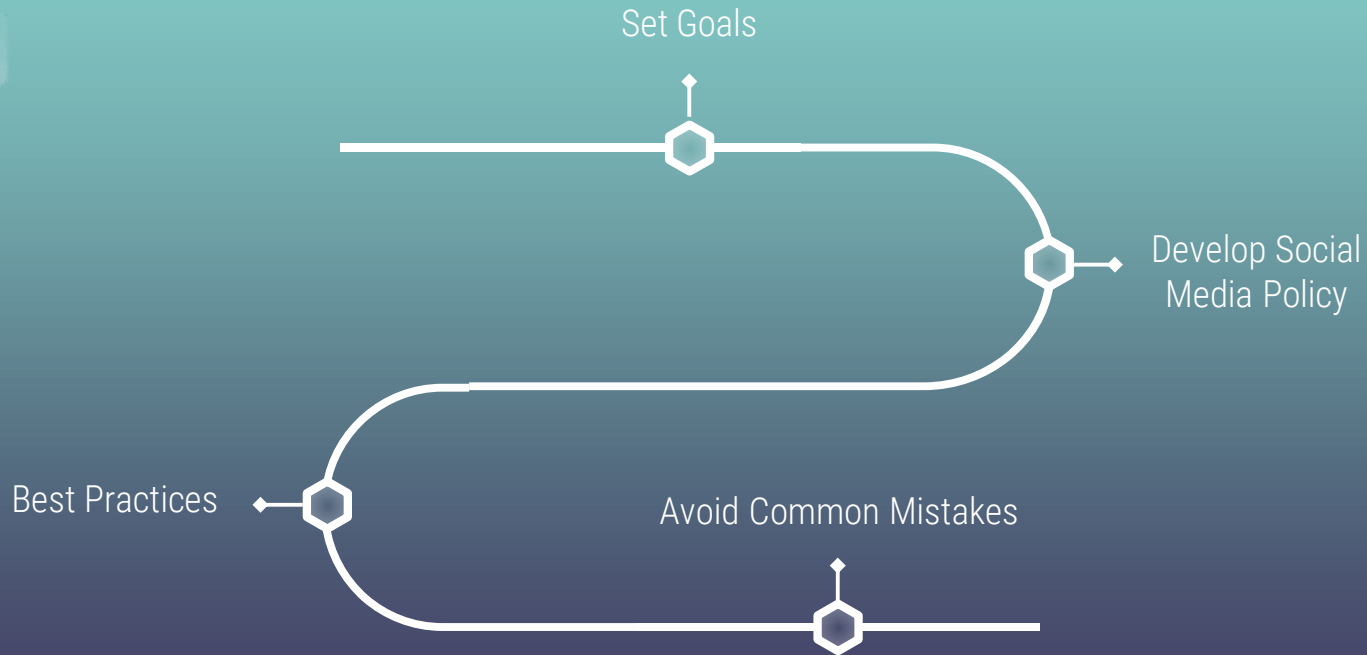 Set Goals
Develop Social
Media Policy
Best Practices
Avoid Common Mistakes